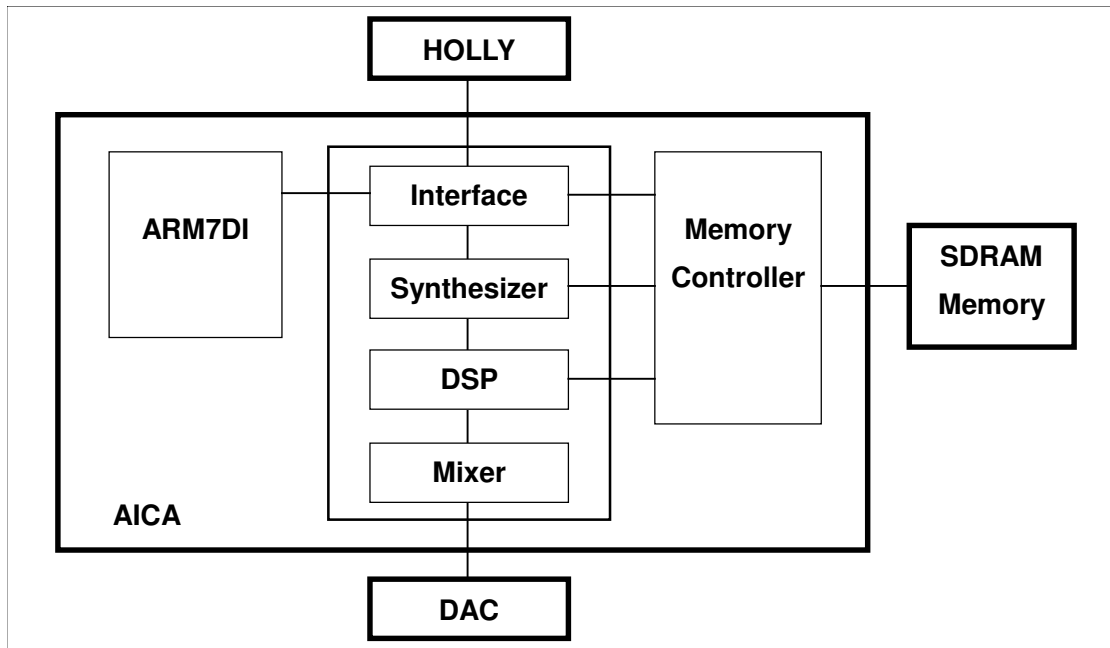 HOLLY
Interface
ARM7DI
Memory
Controller
SDRAM
Memory
Synthesizer
DSP
Mixer
AICA
DAC